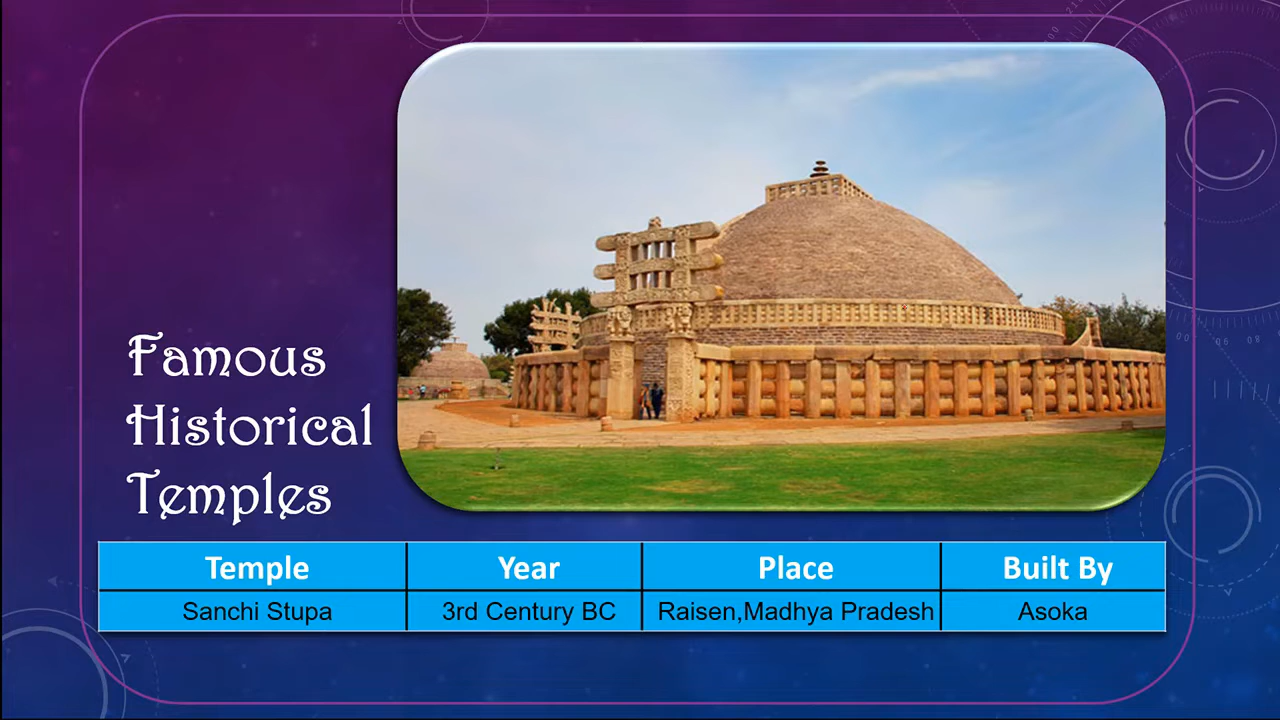 Famous
Historical
Temples
Temple Year Place Built By
Sanchi Stupa 3rd Century BC Raisen,Madhya Pradesh Asoka